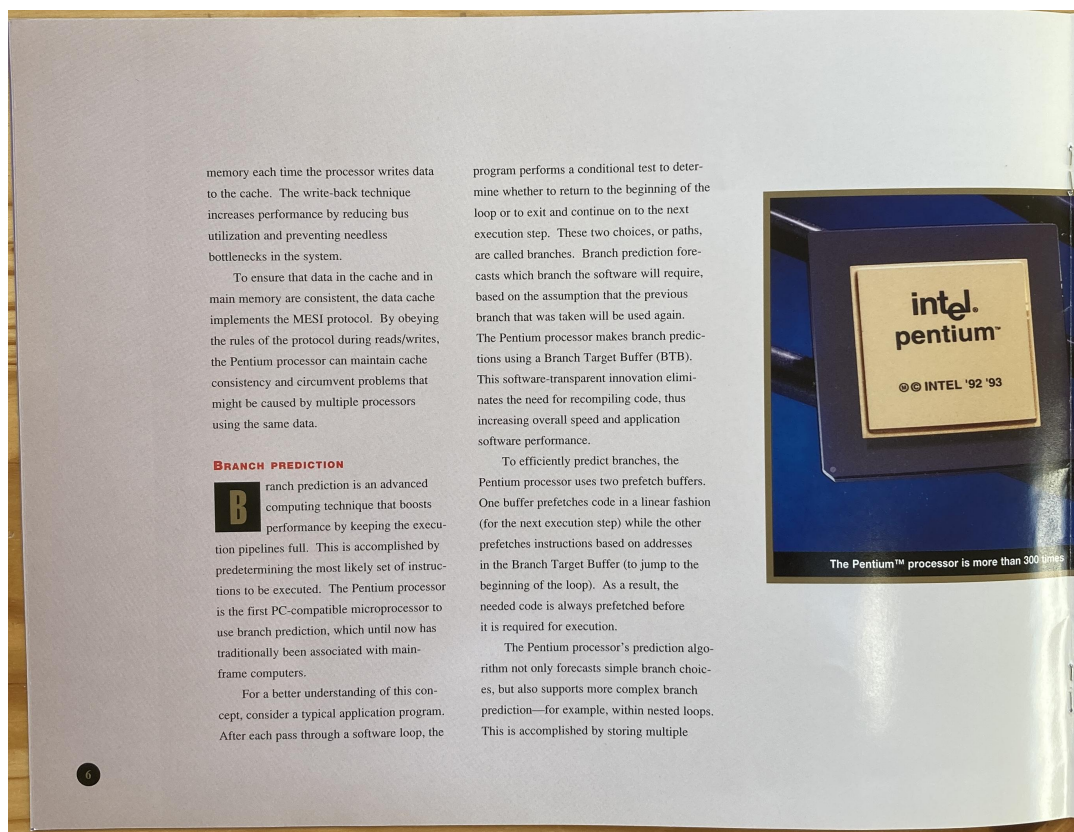 memory each time the processor writes data
to the cache. The write-back technique
increases performance by reducing bus
utilization and preventing needless
bottlenecks in the system.
To ensure that data in the cache and in
main memory are consistent, the data cache
implements the MESI protocol. By obeying
the rules of the protocol during reads/writes,
the Pentium processor can maintain cache
consistency and circumvent problems that
might be caused by multiple processors
using the same data.
BRANCH PREDICTION
Branch prediction is an advanced
computing technique that boosts
performance by keeping the execu-
tion pipelines full. This is accomplished by
predetermining the most likely set of instruc-
tions to be executed. The Pentium processor
is the first PC-compatible microprocessor to
use branch prediction, which until now has
traditionally been associated with main-
frame computers.
For a better understanding of this con-
cept, consider a typical application program.
After each pass through a software loop, the
program performs a conditional test to deter-
mine whether to return to the beginning of the
loop or to exit and continue on to the next
execution step. These two choices, or paths,
are called branches. Branch prediction fore-
casts which branch the software will require,
based on the assumption that the previous
branch that was taken will be used again.
The Pentium processor makes branch predic-
tions using a Branch Target Buffer (BTB).
This software-transparent innovation elimi-
nates the need for recompiling code, thus
increasing overall speed and application
software performance.
To efficiently predict branches, the
Pentium processor uses two prefetch buffers.
One buffer prefetches code in a linear fashion
(for the next execution step) while the other
prefetches instructions based on addresses
in the Branch Target Buffer (to jump to the
beginning of the loop). As a result, the
needed code is always prefetched before
it is required for execution.
The Pentium processor's prediction algo-
rithm not only forecasts simple branch choic-
es, but also supports more complex branch
prediction—for example, within nested loops.
This is accomplished by storing multiple
intel®
pentium™
Ⓜ © INTEL '92 '93
The Pentium™ processor is more than 300 times
6